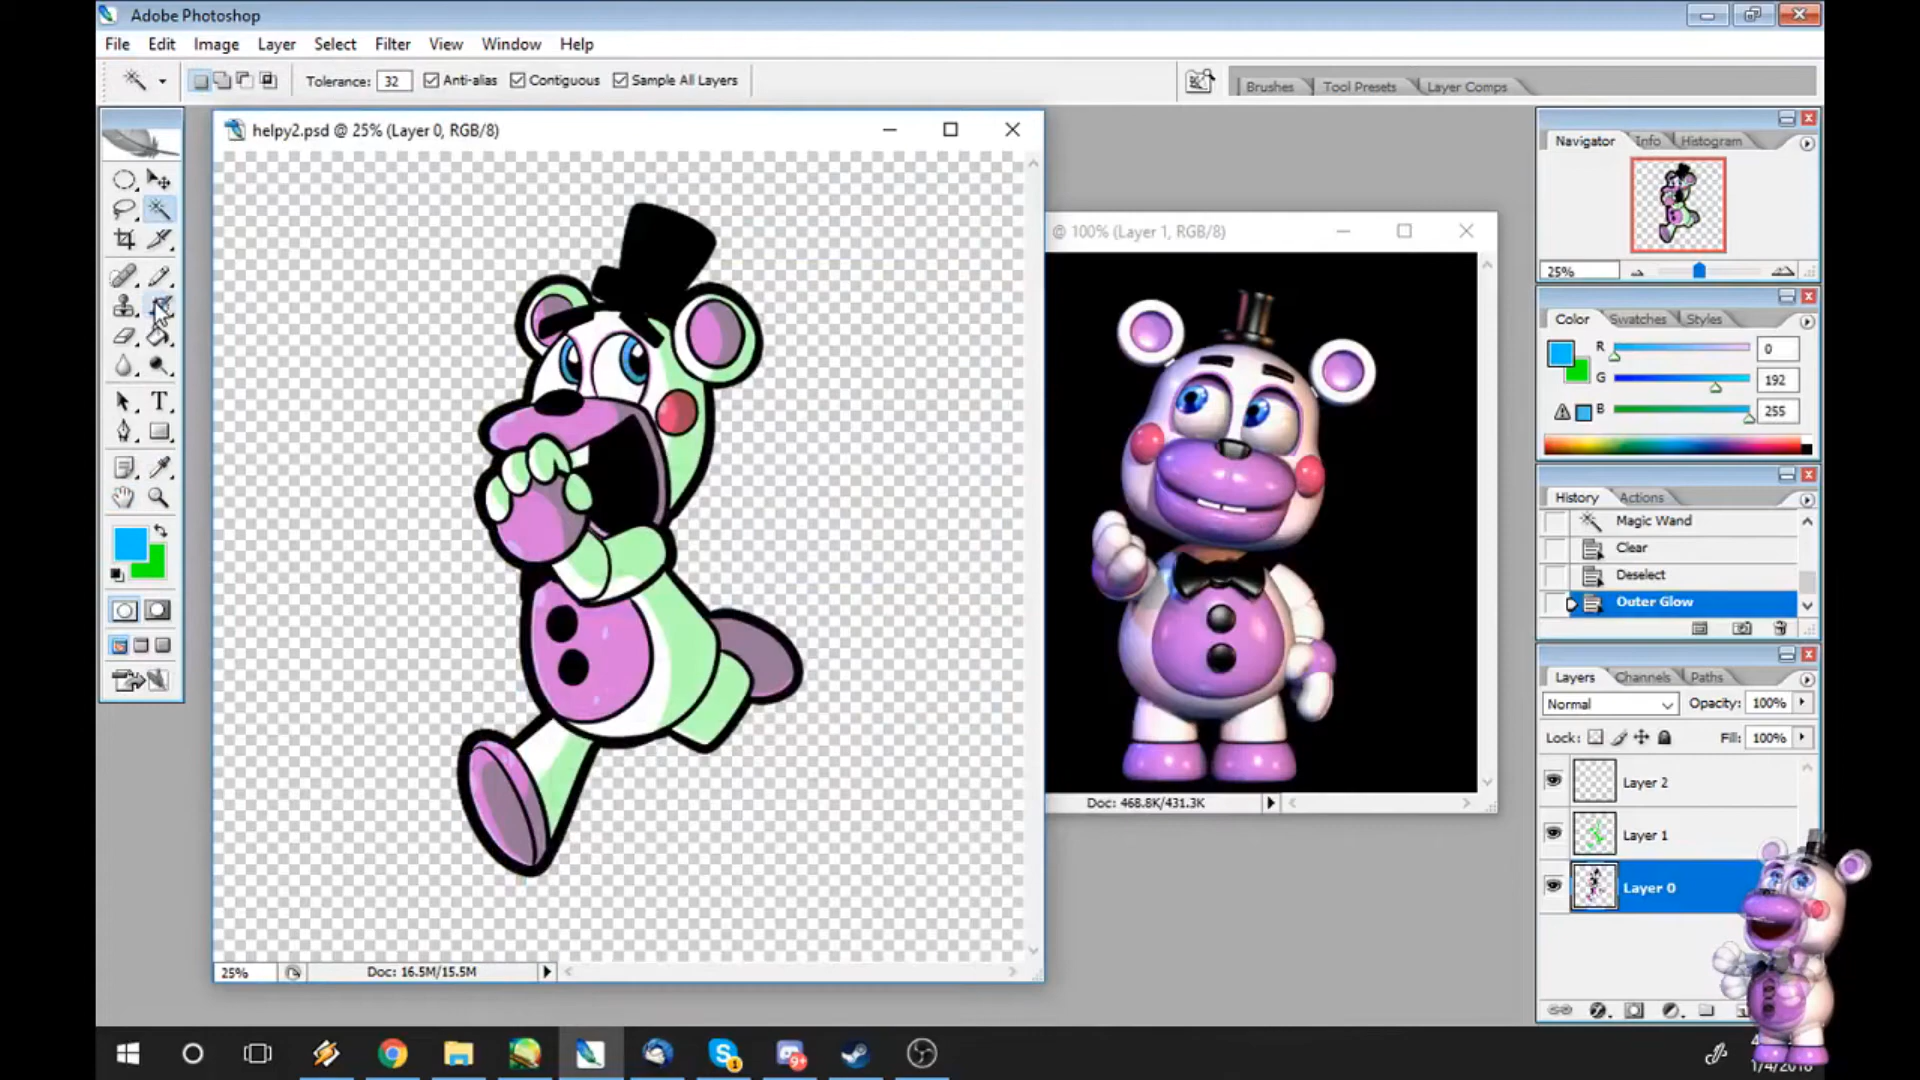 Adobe Photoshop
File Edit Image Layer Select Filter View Window Help
Tolerance: 32 Anti-alias Contiguous Sample All Layers
Brushes Tool Presets Layer Comps
helpy2.psd @ 25% (Layer 0, RGB/8)
@ 100% (Layer 1, RGB/8)
Navigator Info Histogram
25%
Color Swatches Styles
R 0
G 192
B 255
History Actions
Magic Wand
Clear
Deselect
Outer Glow
Layers Channels Paths
Normal Opacity: 100%
Lock: Fill: 100%
Layer 2
Layer 1
Layer 0
Doc: 468.8K/431.3K
25% Doc: 16.5M/15.5M
T
S 1
9+